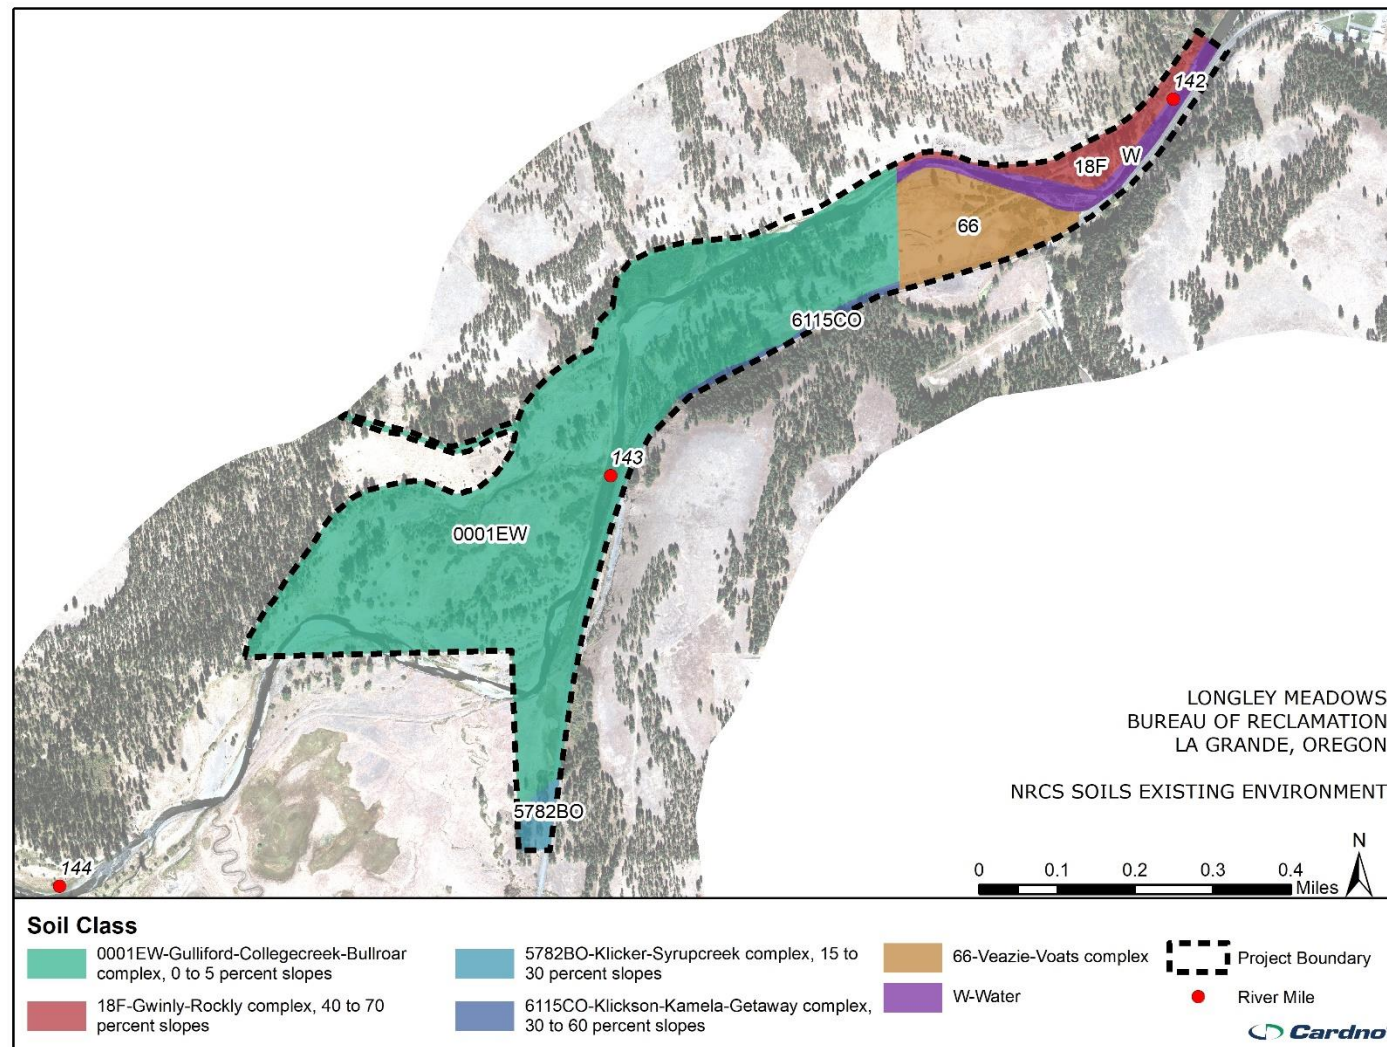 142
W
18F
66
6115CO
143
0001EW
5782BO
144
LONGLEY MEADOWS
BUREAU OF RECLAMATION
LA GRANDE, OREGON
NRCS SOILS EXISTING ENVIRONMENT
N
0 0.1 0.2 0.3 0.4
Miles
Soil Class
0001EW-Gulliford-Collegecreek-Bullroar
complex, 0 to 5 percent slopes
18F-Gwinly-Rockly complex, 40 to 70
percent slopes
5782BO-Klicker-Syrupcreek complex, 15 to
30 percent slopes
6115CO-Klickson-Kamela-Getaway complex,
30 to 60 percent slopes
66-Veazie-Voats complex
W-Water
Project Boundary
River Mile
Cardno